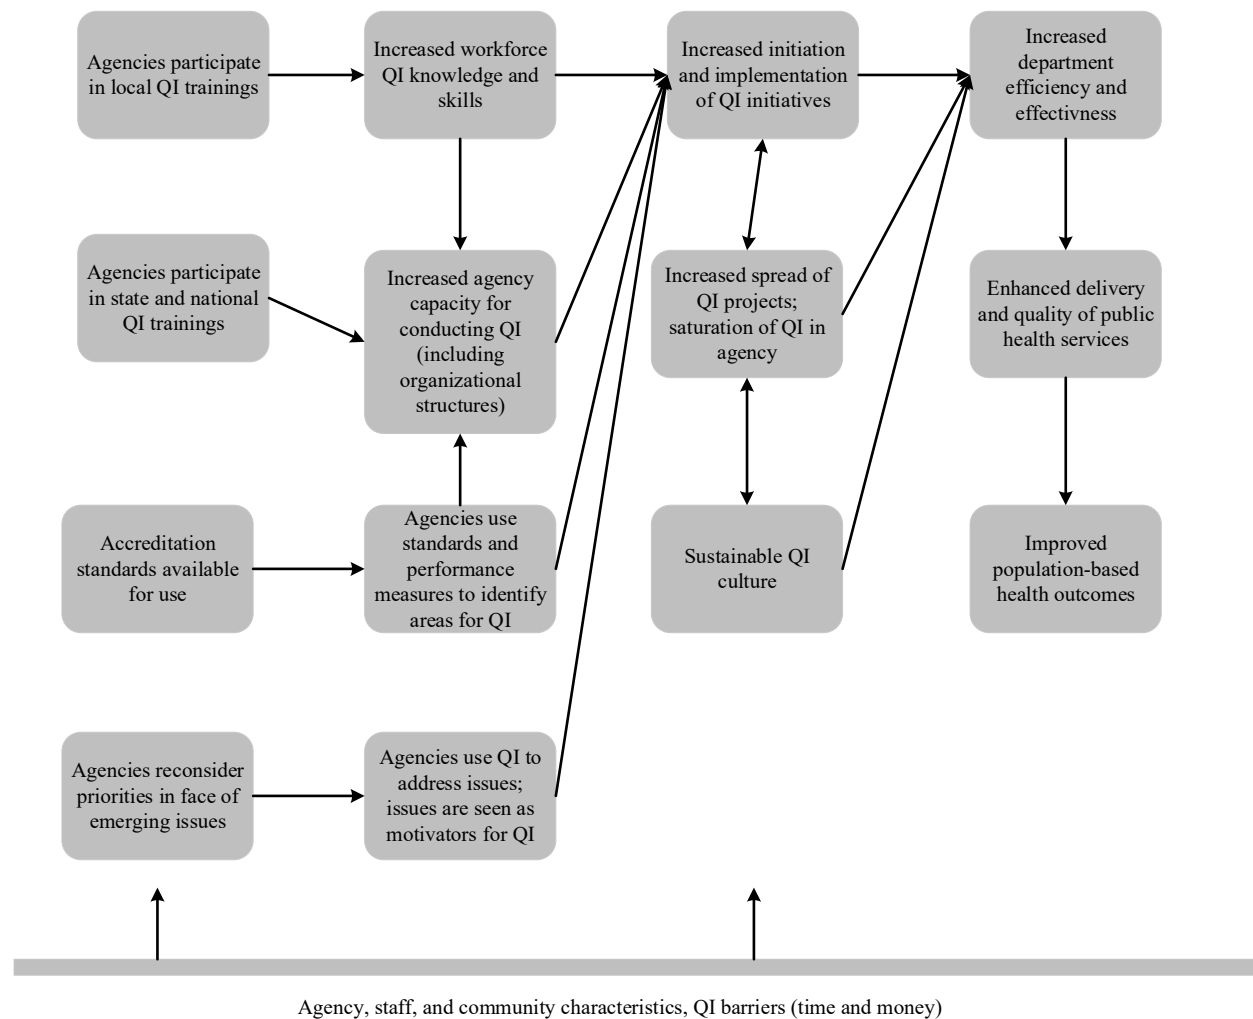 Agencies participate
in local QI trainings
Increased workforce
QI knowledge and
skills
Increased initiation
and implementation
of QI initiatives
Increased
department
efficiency and
effectivness
Agencies participate
in state and national
QI trainings
Increased agency
capacity for
conducting QI
(including
organizational
structures)
Increased spread of
QI projects;
saturation of QI in
agency
Enhanced delivery
and quality of public
health services
Accreditation
standards available
for use
Agencies use
standards and
performance
measures to identify
areas for QI
Sustainable QI
culture
Improved
population-based
health outcomes
Agencies reconsider
priorities in face of
emerging issues
Agencies use QI to
address issues;
issues are seen as
motivators for QI
Agency, staff, and community characteristics, QI barriers (time and money)